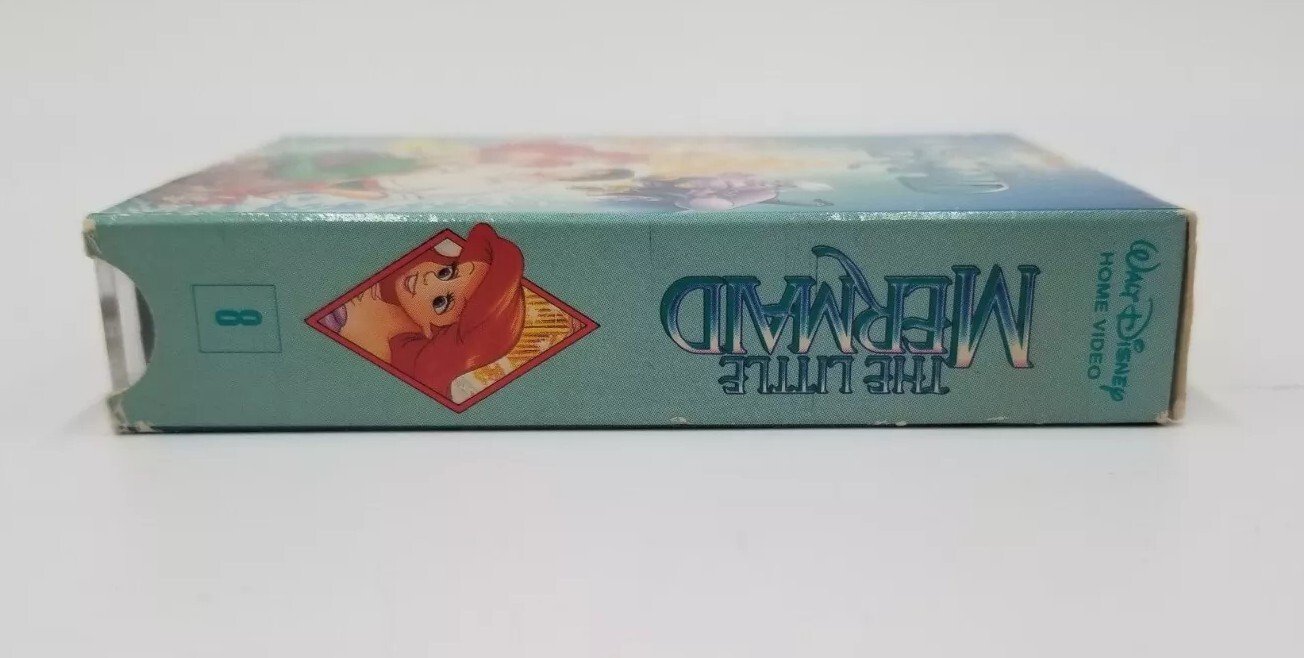 THE LITTLE
MERMAID
WALT DISNEY
HOME VIDEO
8